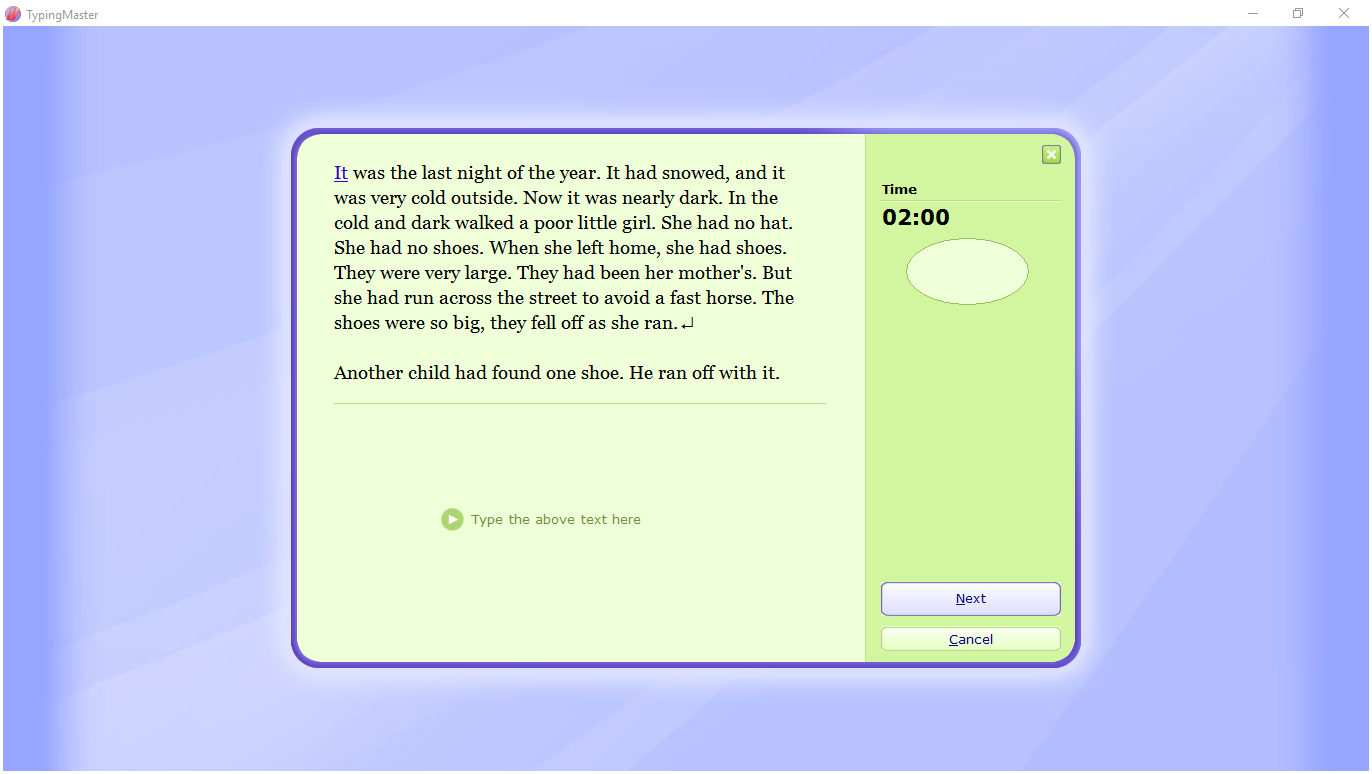 TypingMaster
It was the last night of the year. It had snowed, and it
was very cold outside. Now it was nearly dark. In the
cold and dark walked a poor little girl. She had no hat.
She had no shoes. When she left home, she had shoes.
They were very large. They had been her mother's. But
she had run across the street to avoid a fast horse. The
shoes were so big, they fell off as she ran.↵
Another child had found one shoe. He ran off with it.
Type the above text here
Time
02:00
Next
Cancel